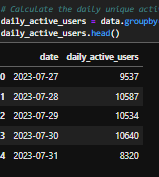 # Calculate the daily unique acti
daily_active_users = data.groupby
daily_active_users.head()
date daily_active_users
0 2023-07-27 9537
1 2023-07-28 10587
2 2023-07-29 10534
3 2023-07-30 10640
4 2023-07-31 8320